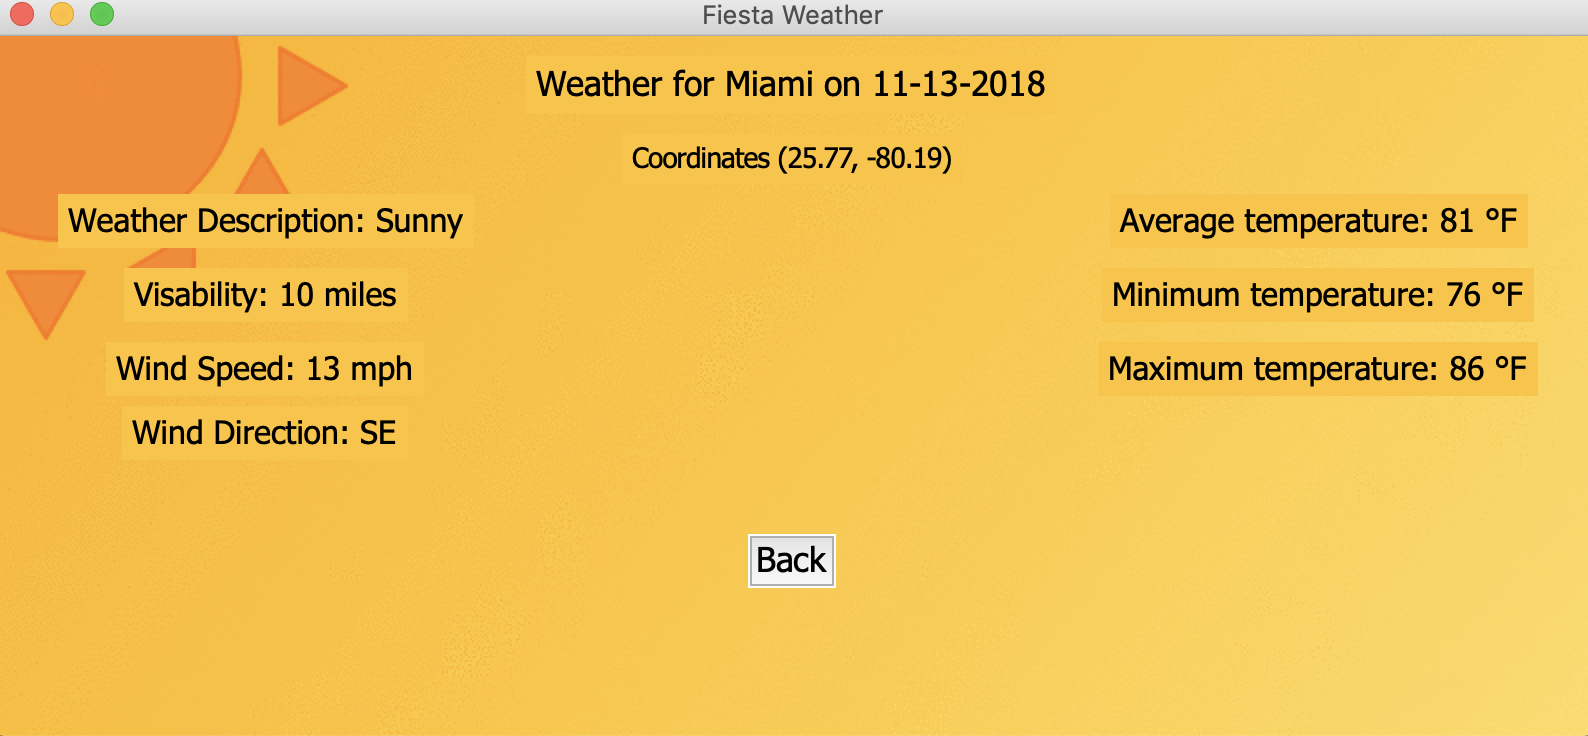 Fiesta Weather
Weather for Miami on 11-13-2018
Coordinates (25.77, -80.19)
Weather Description: Sunny
Visability: 10 miles
Wind Speed: 13 mph
Wind Direction: SE
Average temperature: 81 °F
Minimum temperature: 76 °F
Maximum temperature: 86 °F
Back